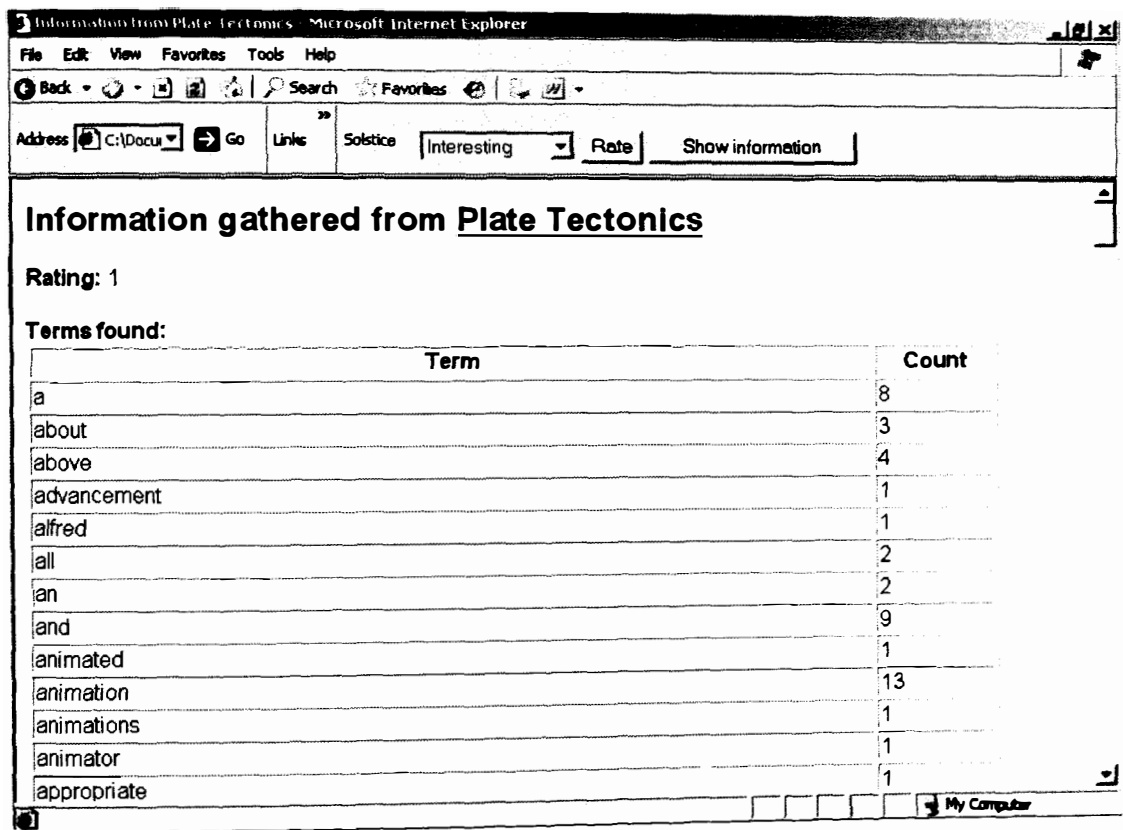 Information from Plate Tectonics - Microsoft Internet Explorer
File Edit View Favorites Tools Help
Back Search Favorites
Address C:\Docu Go Links » Solstice Interesting Rate Show information
Information gathered from Plate Tectonics
Rating: 1
Terms found:
Term Count
a 8
about 3
above 4
advancement 1
alfred 1
all 2
an 2
and 9
animated 1
animation 13
animations 1
animator 1
appropriate 1
My Computer